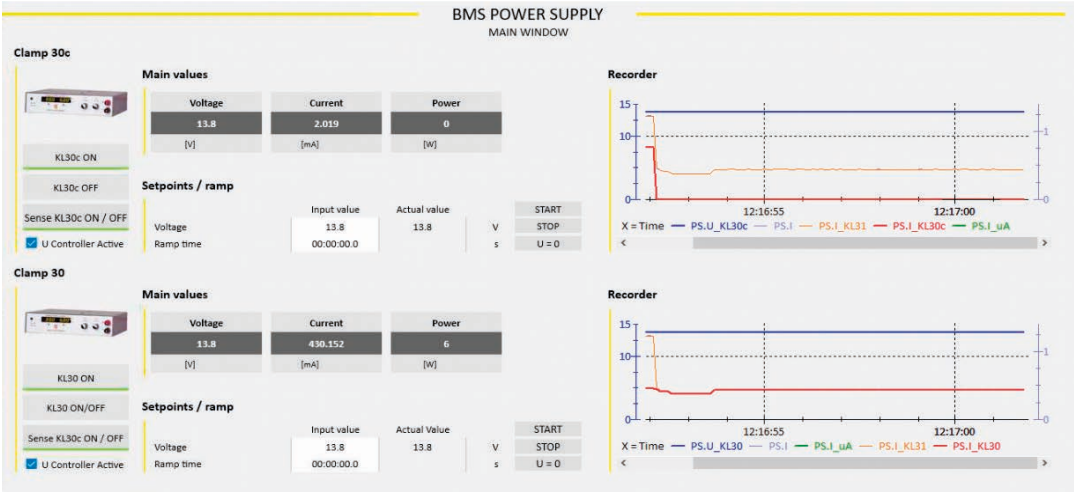 BMS POWER SUPPLY
MAIN WINDOW
Clamp 30c
Main values
Voltage Current Power
13.8 2.019 0
[V] [mA] [W]
KL30c ON
KL30c OFF
Sense KL30c ON / OFF
U Controller Active
Setpoints / ramp
Input value Actual value START
Voltage 13.8 13.8 V STOP
Ramp time 00:00:00.0 s U = 0
Recorder
15
10
5
0
1
0
12:16:55 12:17:00
X = Time PS.U_KL30c PS.I PS.I_KL31 PS.I_KL30c PS.I_uA
< >
Clamp 30
Main values
Voltage Current Power
13.8 430.152 6
[V] [mA] [W]
KL30 ON
KL30 ON/OFF
Sense KL30c ON / OFF
U Controller Active
Setpoints / ramp
Input value Actual Value START
Voltage 13.8 13.8 V STOP
Ramp time 00:00:00.0 s U = 0
Recorder
15
10
5
0
1
0
12:16:55 12:17:00
X = Time PS.U_KL30 PS.I PS.I_uA PS.I_KL31 PS.I_KL30
< >